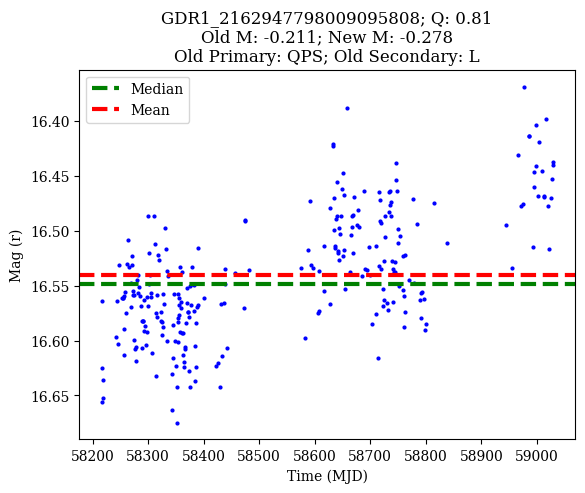 GDR1_2162947798009095808; Q: 0.81
Old M: -0.211; New M: -0.278
Old Primary: QPS; Old Secondary: L
Median
Mean
16.40
16.45
16.50
16.55
16.60
16.65
Mag (r)
58200 58300 58400 58500 58600 58700 58800 58900 59000
Time (MJD)